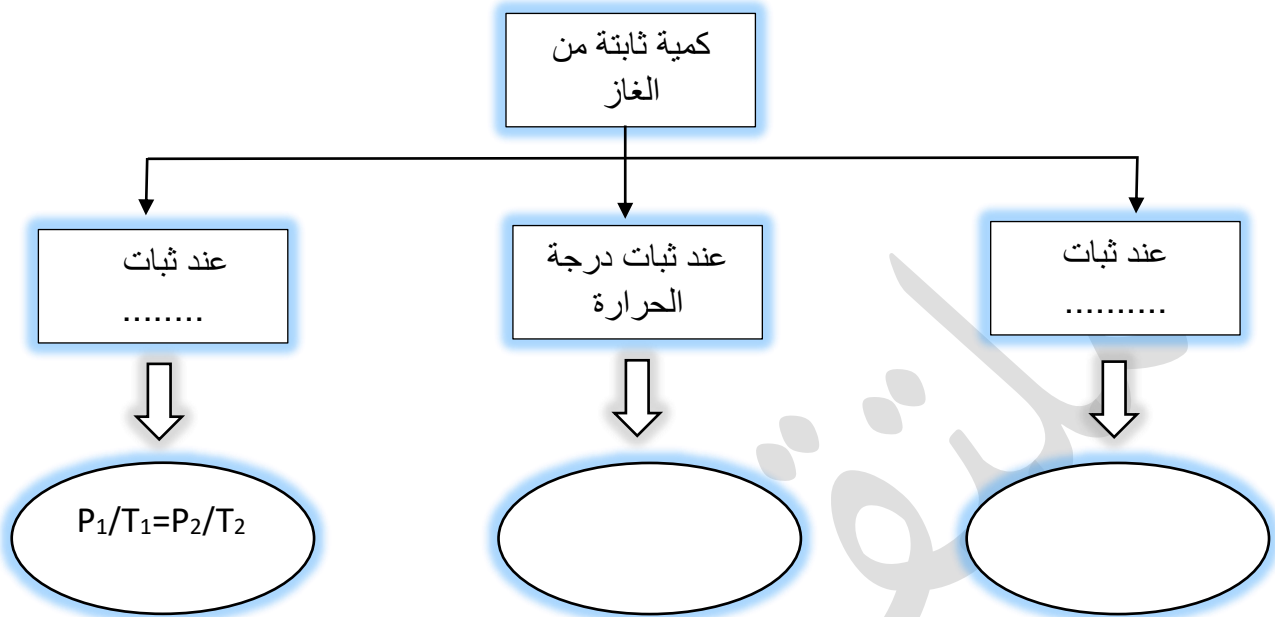 كمية ثابتة من
الغاز
عند ثبات
..........
عند ثبات درجة
الحرارة
عند ثبات
........
P₁/T₁=P₂/T₂